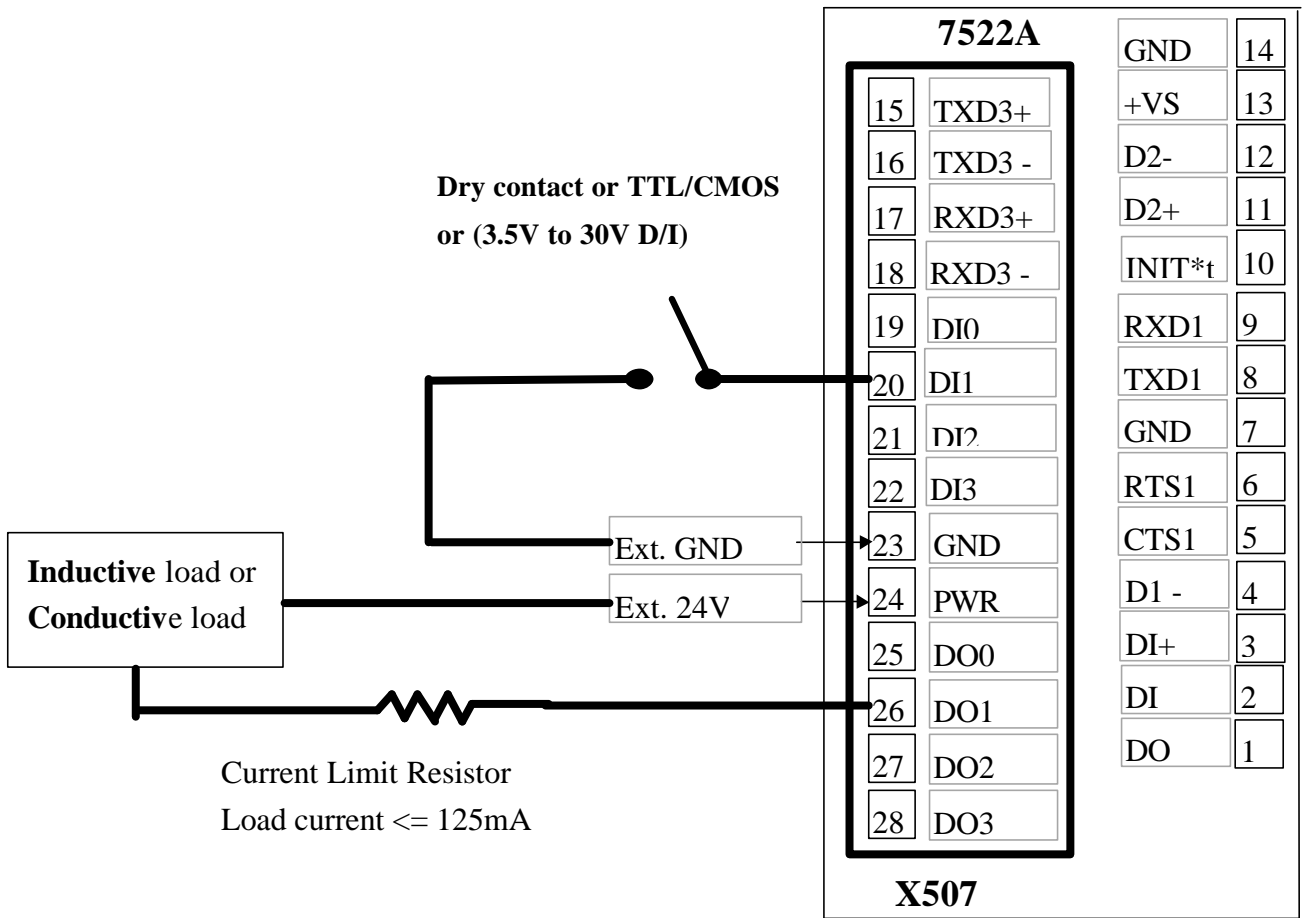 7522A
15 TXD3+
16 TXD3 -
17 RXD3+
18 RXD3 -
19 DI0
20 DI1
21 DI2
22 DI3
23 GND
24 PWR
25 DO0
26 DO1
27 DO2
28 DO3
X507
GND 14
+VS 13
D2- 12
D2+ 11
INIT*t 10
RXD1 9
TXD1 8
GND 7
RTS1 6
CTS1 5
D1 - 4
DI+ 3
DI 2
DO 1
Dry contact or TTL/CMOS
or (3.5V to 30V D/I)
Ext. GND
Ext. 24V
Inductive load or
Conductive load
Current Limit Resistor
Load current <= 125mA